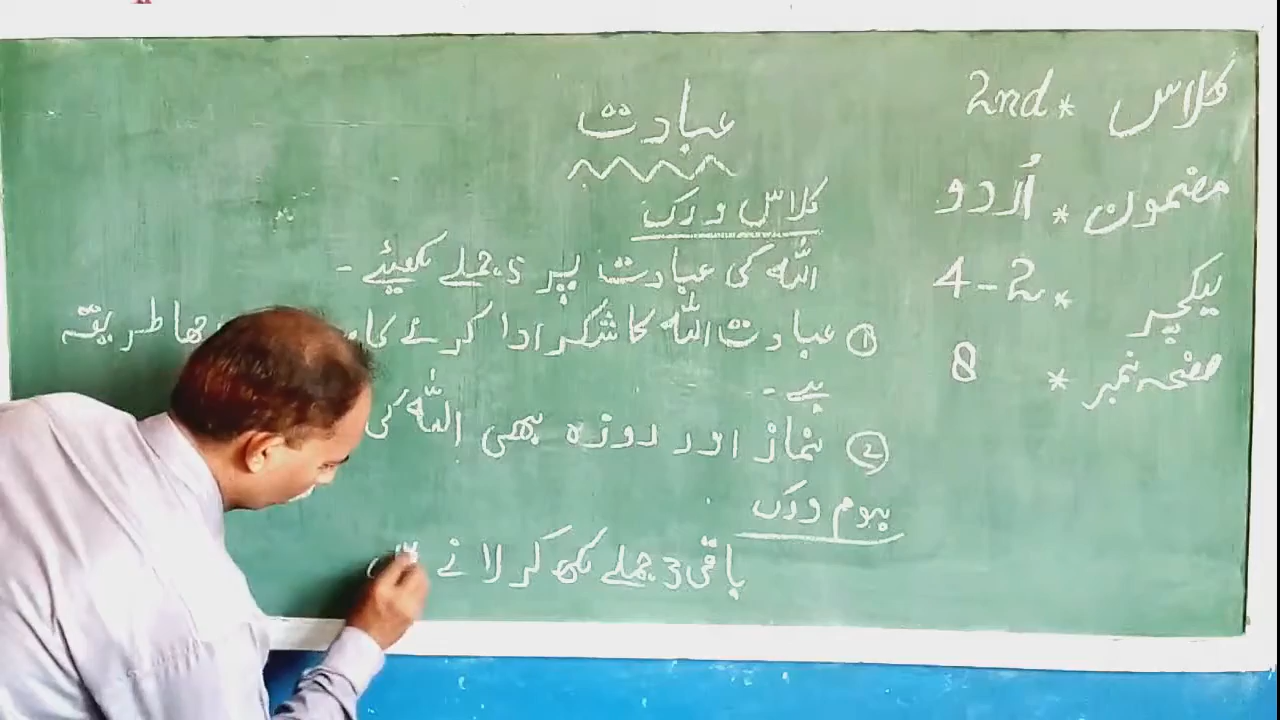 کلاس * 2nd
مضمون * اُردو
لیکچر * 2-4
صفحہ نمبر * 8
عبادت
کلاس ورک
اللہ کی عبادت پر 5 جملے لکھیئے -
① عبادت اللہ کا شکر ادا کرنے کا طریقہ
ہے -
② نماز اور روزہ بھی اللہ کی
ہوم ورک
باقی 3 جملے لکھ کر لانے